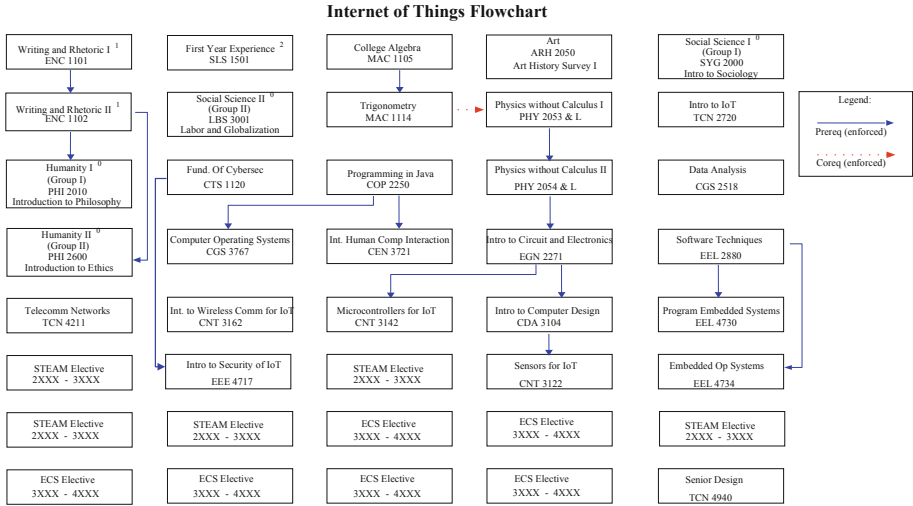 Internet of Things Flowchart
Writing and Rhetoric I 1
ENC 1101
First Year Experience 2
SLS 1501
College Algebra
MAC 1105
Art
ARH 2050
Art History Survey I
Social Science I 0
(Group I)
SYG 2000
Intro to Sociology
Writing and Rhetoric II 1
ENC 1102
Social Science II 0
(Group II)
LBS 3001
Labor and Globalization
Trigonometry
MAC 1114
Physics without Calculus I
PHY 2053 & L
Intro to IoT
TCN 2720
Legend:
Prereq (enforced)
Coreq (enforced)
Humanity I 0
(Group I)
PHI 2010
Introduction to Philosophy
Fund. Of Cybersec
CTS 1120
Programming in Java
COP 2250
Physics without Calculus II
PHY 2054 & L
Data Analysis
CGS 2518
Humanity II 0
(Group II)
PHI 2600
Introduction to Ethics
Computer Operating Systems
CGS 3767
Int. Human Comp Interaction
CEN 3721
Intro to Circuit and Electronics
EGN 2271
Software Techniques
EEL 2880
Telecomm Networks
TCN 4211
Int. to Wireless Comm for IoT
CNT 3162
Microcontrollers for IoT
CNT 3142
Intro to Computer Design
CDA 3104
Program Embedded Systems
EEL 4730
STEAM Elective
2XXX - 3XXX
Intro to Security of IoT
EEE 4717
STEAM Elective
2XXX - 3XXX
Sensors for IoT
CNT 3122
Embedded Op Systems
EEL 4734
STEAM Elective
2XXX - 3XXX
STEAM Elective
2XXX - 3XXX
ECS Elective
3XXX - 4XXX
ECS Elective
3XXX - 4XXX
STEAM Elective
2XXX - 3XXX
ECS Elective
3XXX - 4XXX
ECS Elective
3XXX - 4XXX
ECS Elective
3XXX - 4XXX
ECS Elective
3XXX - 4XXX
Senior Design
TCN 4940